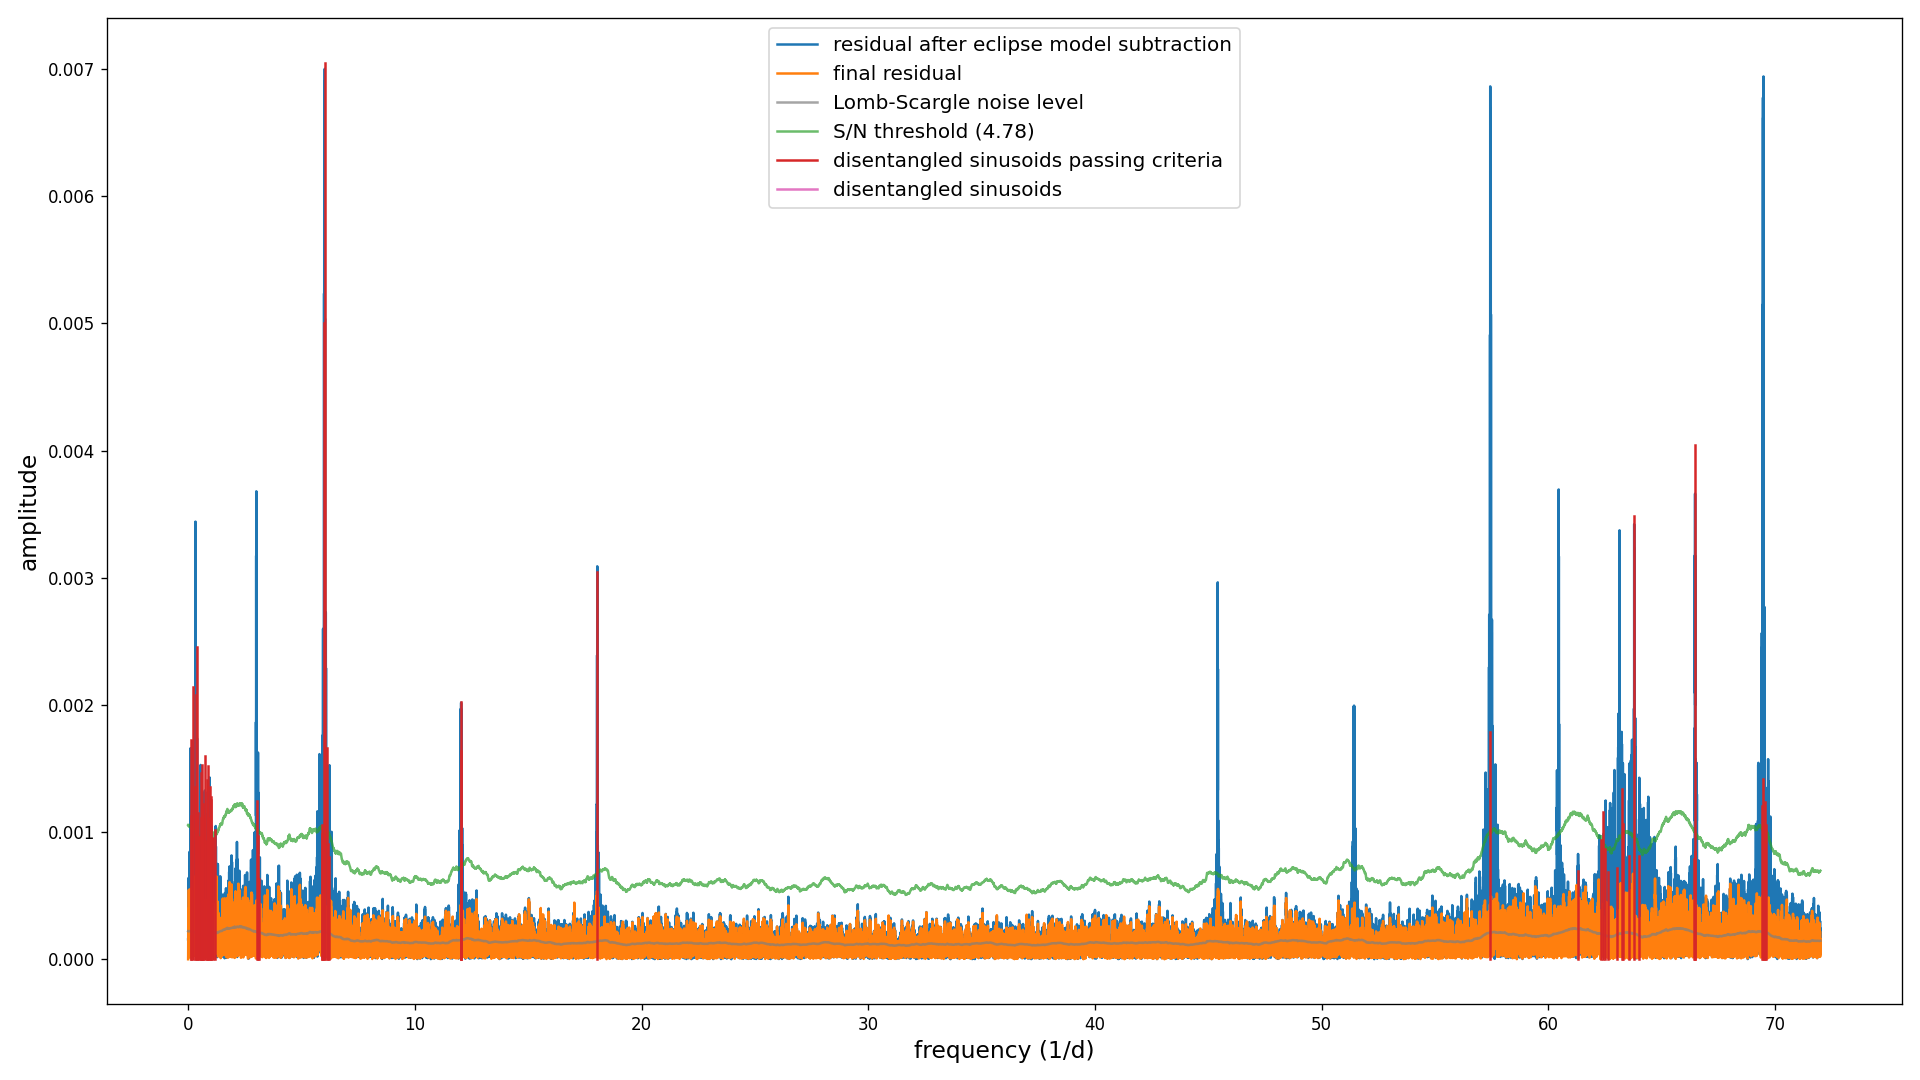 residual after eclipse model subtraction
final residual
Lomb-Scargle noise level
S/N threshold (4.78)
disentangled sinusoids passing criteria
disentangled sinusoids
0.007
0.006
0.005
0.004
0.003
0.002
0.001
0.000
amplitude
0 10 20 30 40 50 60 70
frequency (1/d)